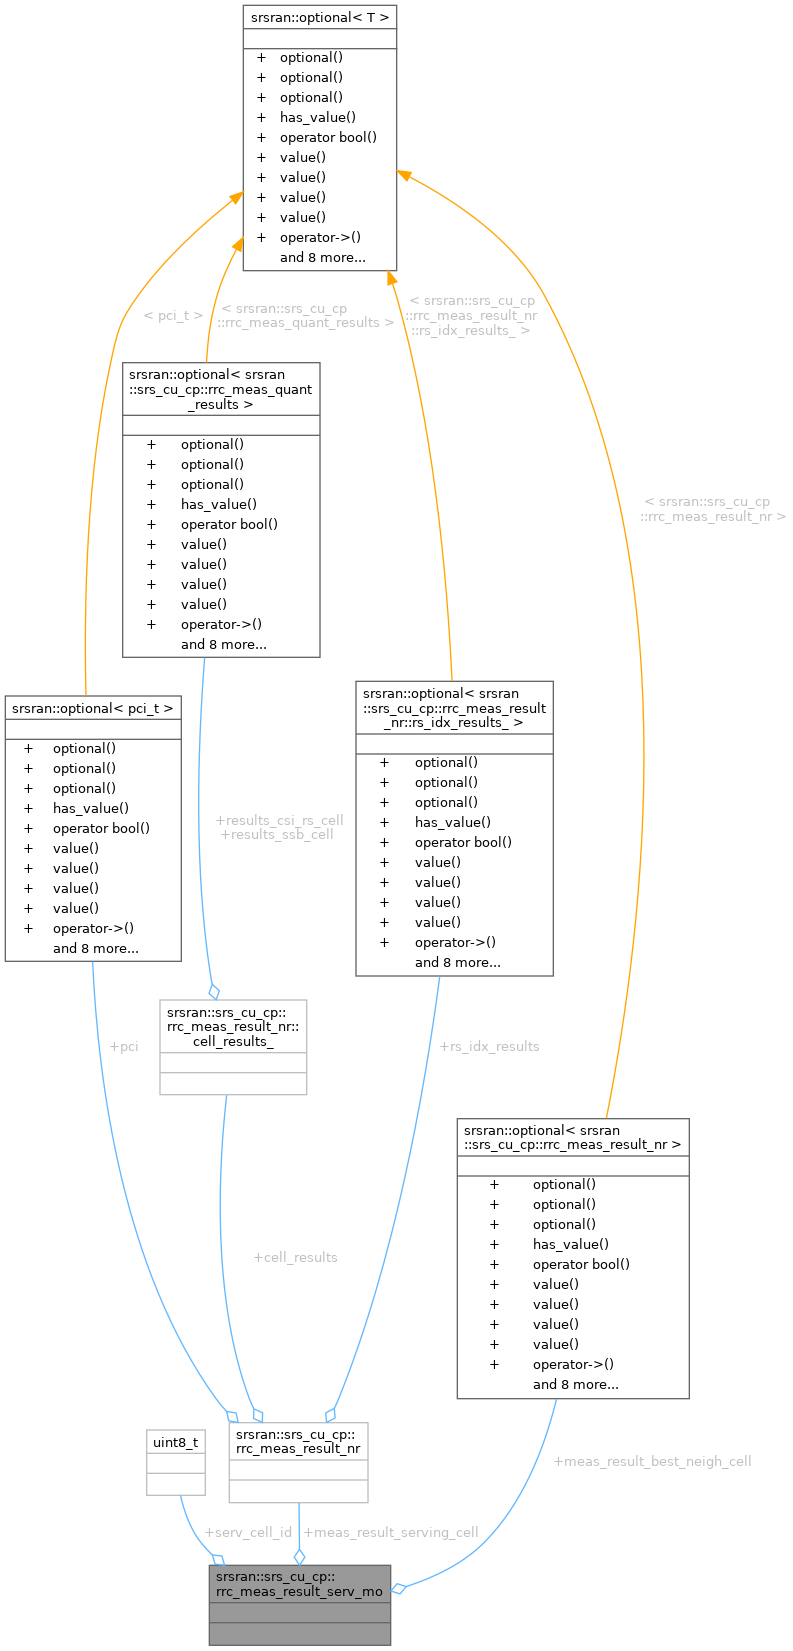 srsran::optional< T >
+ optional()
+ optional()
+ optional()
+ has_value()
+ operator bool()
+ value()
+ value()
+ value()
+ value()
+ operator->()
and 8 more...
< pci_t >
< srsran::srs_cu_cp
::rrc_meas_quant_results >
< srsran::srs_cu_cp
::rrc_meas_result_nr
::rs_idx_results_ >
srsran::optional< srsran
::srs_cu_cp::rrc_meas_quant
_results >
+ optional()
+ optional()
+ optional()
+ has_value()
+ operator bool()
+ value()
+ value()
+ value()
+ value()
+ operator->()
and 8 more...
< srsran::srs_cu_cp
::rrc_meas_result_nr >
srsran::optional< pci_t >
+ optional()
+ optional()
+ optional()
+ has_value()
+ operator bool()
+ value()
+ value()
+ value()
+ value()
+ operator->()
and 8 more...
+results_csi_rs_cell
+results_ssb_cell
srsran::optional< srsran
::srs_cu_cp::rrc_meas_result
_nr::rs_idx_results_ >
+ optional()
+ optional()
+ optional()
+ has_value()
+ operator bool()
+ value()
+ value()
+ value()
+ value()
+ operator->()
and 8 more...
srsran::srs_cu_cp::
rrc_meas_result_nr::
cell_results_
+pci
+rs_idx_results
srsran::optional< srsran
::srs_cu_cp::rrc_meas_result_nr >
+ optional()
+ optional()
+ optional()
+ has_value()
+ operator bool()
+ value()
+ value()
+ value()
+ value()
+ operator->()
and 8 more...
+cell_results
uint8_t
srsran::srs_cu_cp::
rrc_meas_result_nr
+meas_result_best_neigh_cell
+serv_cell_id
+meas_result_serving_cell
srsran::srs_cu_cp::
rrc_meas_result_serv_mo